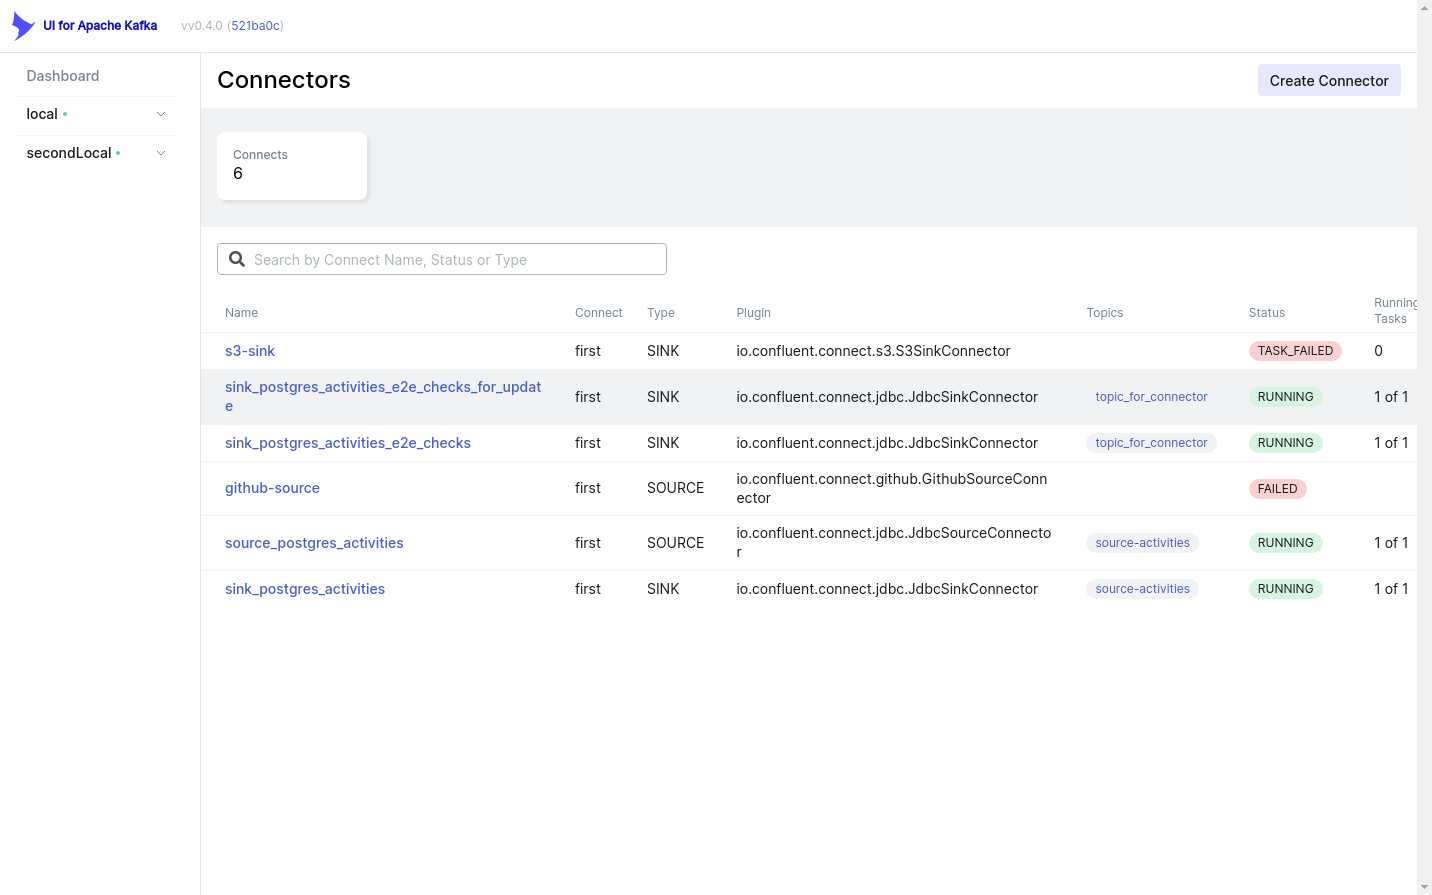 UI for Apache Kafka vv0.4.0 (521ba0c)
Dashboard
local
secondLocal
Connectors
Create Connector
Connects
6
Search by Connect Name, Status or Type
Name Connect Type Plugin Topics Status Running
Tasks
s3-sink first SINK io.confluent.connect.s3.S3SinkConnector TASK_FAILED 0
sink_postgres_activities_e2e_checks_for_updat
e
first SINK io.confluent.connect.jdbc.JdbcSinkConnector topic_for_connector RUNNING 1 of 1
sink_postgres_activities_e2e_checks first SINK io.confluent.connect.jdbc.JdbcSinkConnector topic_for_connector RUNNING 1 of 1
github-source first SOURCE io.confluent.connect.github.GithubSourceConn
ector
FAILED
source_postgres_activities first SOURCE io.confluent.connect.jdbc.JdbcSourceConnecto
r
source-activities RUNNING 1 of 1
sink_postgres_activities first SINK io.confluent.connect.jdbc.JdbcSinkConnector source-activities RUNNING 1 of 1